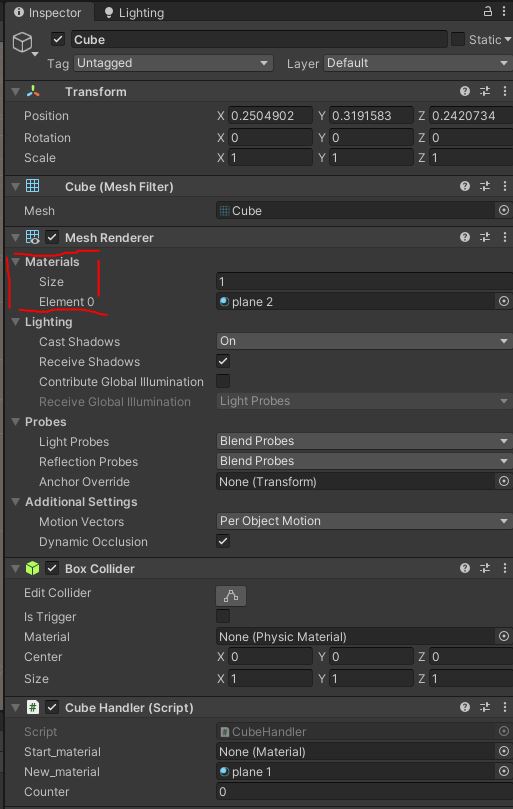 Inspector Lighting
Cube Static
Tag Untagged Layer Default
Transform
Position X 0.2504902 Y 0.3191583 Z 0.2420734
Rotation X 0 Y 0 Z 0
Scale X 1 Y 1 Z 1
Cube (Mesh Filter)
Mesh Cube
Mesh Renderer
Materials
Size 1
Element 0 plane 2
Lighting
Cast Shadows On
Receive Shadows
Contribute Global Illumination
Receive Global Illumination Light Probes
Probes
Light Probes Blend Probes
Reflection Probes Blend Probes
Anchor Override None (Transform)
Additional Settings
Motion Vectors Per Object Motion
Dynamic Occlusion
Box Collider
Edit Collider
Is Trigger
Material None (Physic Material)
Center X 0 Y 0 Z 0
Size X 1 Y 1 Z 1
# Cube Handler (Script)
Script CubeHandler
Start_material None (Material)
New_material plane 1
Counter 0